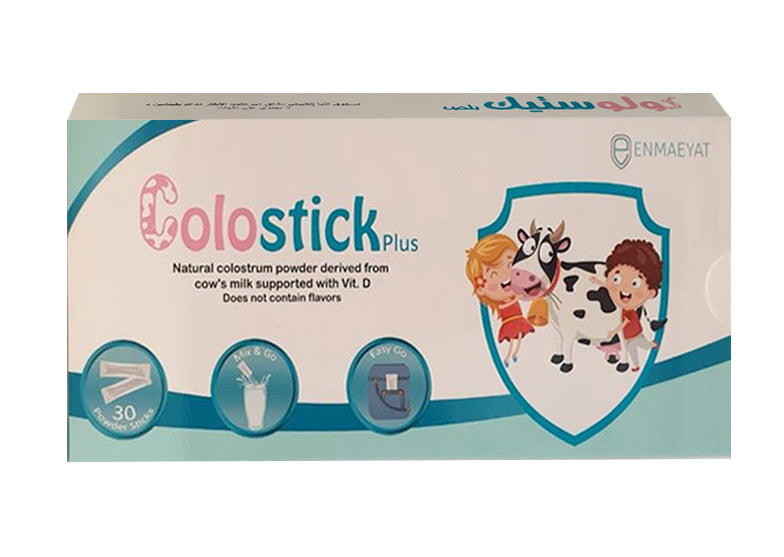 كولوستيك بلص
ENMAEYAT
Colostick Plus
Natural colostrum powder derived from
cow's milk supported with Vit. D
Does not contain flavors
30
Powder Sticks
Mix & Go
Easy Go